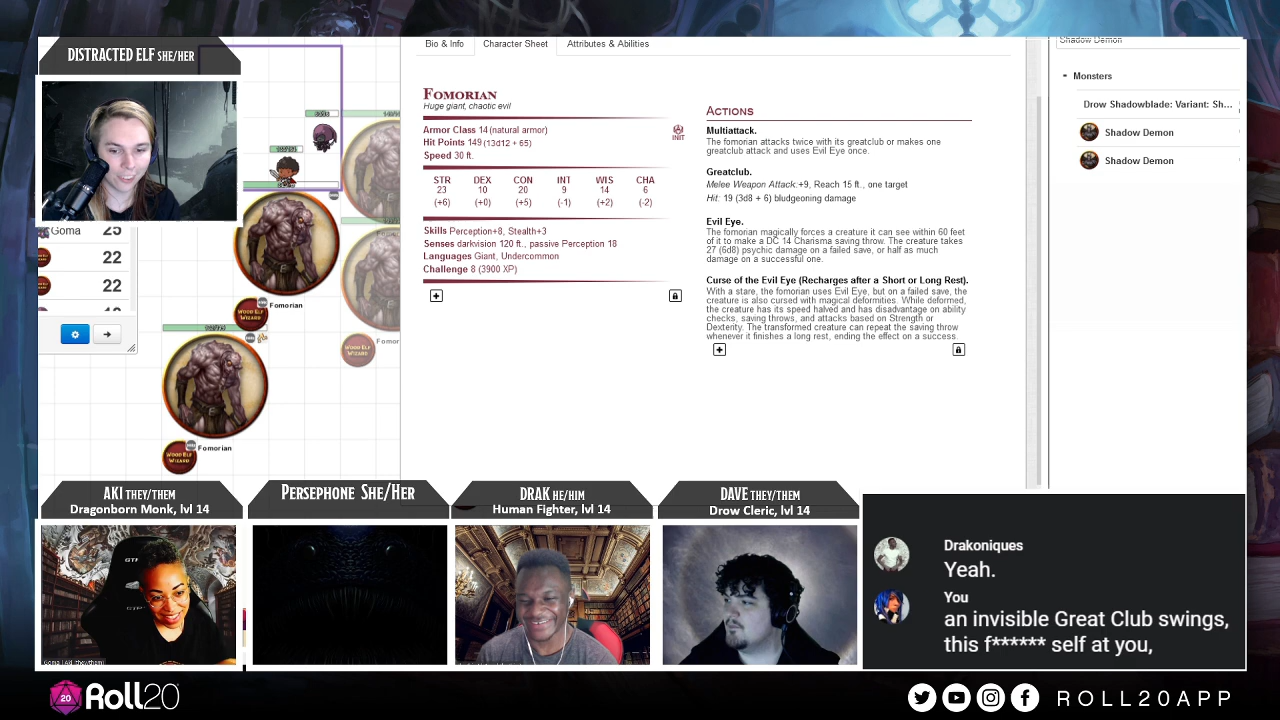 DISTRACTED ELF SHE/HER
Goma 25
22
22
Fomorian
WOOD ELF
WIZARD
Fomorian
WOOD ELF
WIZARD
WOOD ELF
WIZARD
Bio & Info
Character Sheet
Attributes & Abilities
FOMORIAN
Huge giant, chaotic evil
Armor Class 14 (natural armor)
Hit Points 149 (13d12 + 65)
Speed 30 ft.
INIT
STR DEX CON INT WIS CHA
23 10 20 9 14 6
(+6) (+0) (+5) (-1) (+2) (-2)
Skills Perception+8, Stealth+3
Senses darkvision 120 ft., passive Perception 18
Languages Giant, Undercommon
Challenge 8 (3900 XP)
ACTIONS
Multiattack.
The fomorian attacks twice with its greatclub or makes one
greatclub attack and uses Evil Eye once.
Greatclub.
Melee Weapon Attack:+9, Reach 15 ft., one target
Hit: 19 (3d8 + 6) bludgeoning damage
Evil Eye.
The fomorian magically forces a creature it can see within 60 feet
of it to make a DC 14 Charisma saving throw. The creature takes
27 (6d8) psychic damage on a failed save, or half as much
damage on a successful one.
Curse of the Evil Eye (Recharges after a Short or Long Rest).
With a stare, the fomorian uses Evil Eye, but on a failed save, the
creature is also cursed with magical deformities. While deformed,
the creature has its speed halved and has disadvantage on ability
checks, saving throws, and attacks based on Strength or
Dexterity. The transformed creature can repeat the saving throw
whenever it finishes a long rest, ending the effect on a success.
Shadow Demon
Monsters
Drow Shadowblade: Variant: Sh...
Shadow Demon
Shadow Demon
AKI THEY/THEM
Dragonborn Monk, lvl 14
PERSEPHONE SHE/HER
DRAK HE/HIM
Human Fighter, lvl 14
DAVE THEY/THEM
Drow Cleric, lvl 14
Drakoniques
Yeah.
You
an invisible Great Club swings,
this f****** self at you,
20
Roll20
ROLL20APP